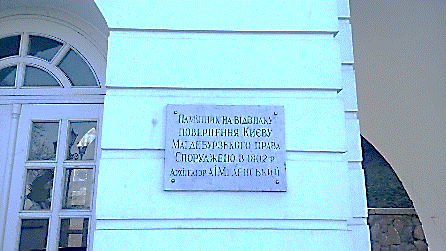 Пам'ятник на відзнаку
повернення Києву
Магдебурзького права
Споруджено в 1802 р.
Архітектор А.І.Меленський